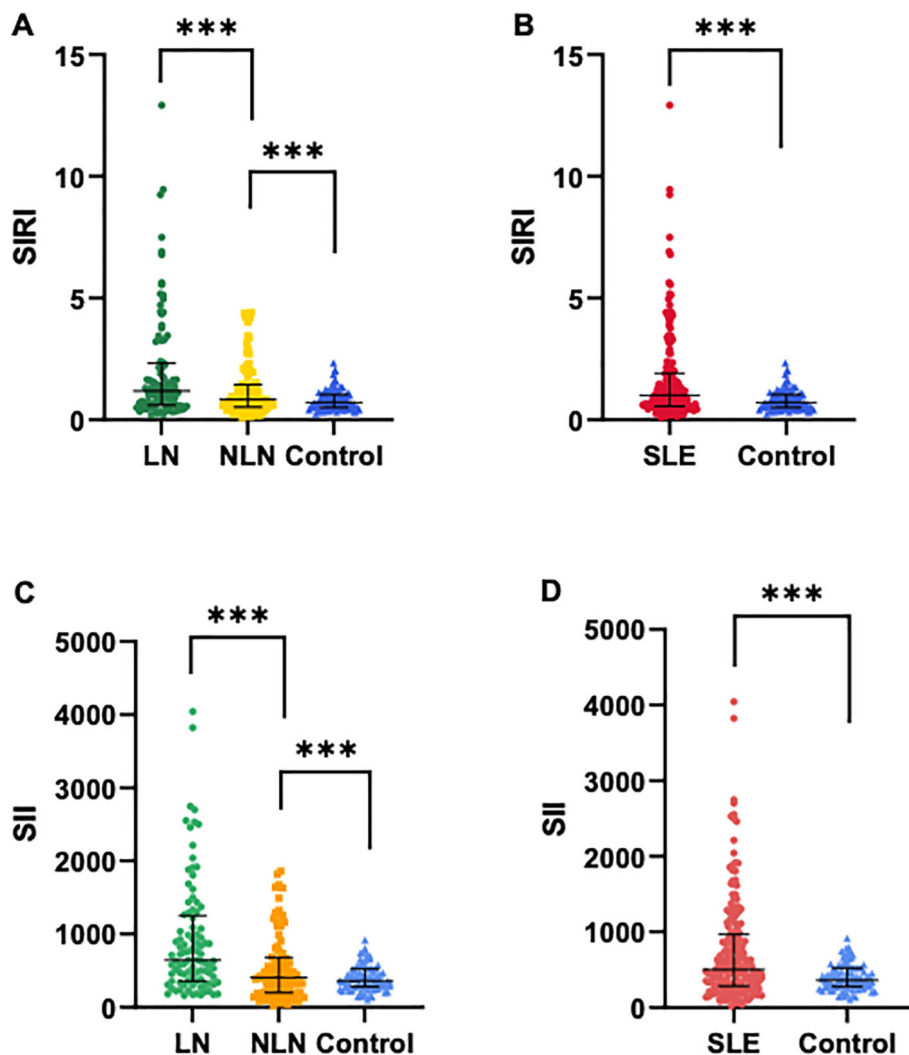 A
***
***
SIRI
15
10
5
0
LN NLN Control
B
***
SIRI
15
10
5
0
SLE Control
C
***
***
SII
5000
4000
3000
2000
1000
0
LN NLN Control
D
***
SII
5000
4000
3000
2000
1000
0
SLE Control